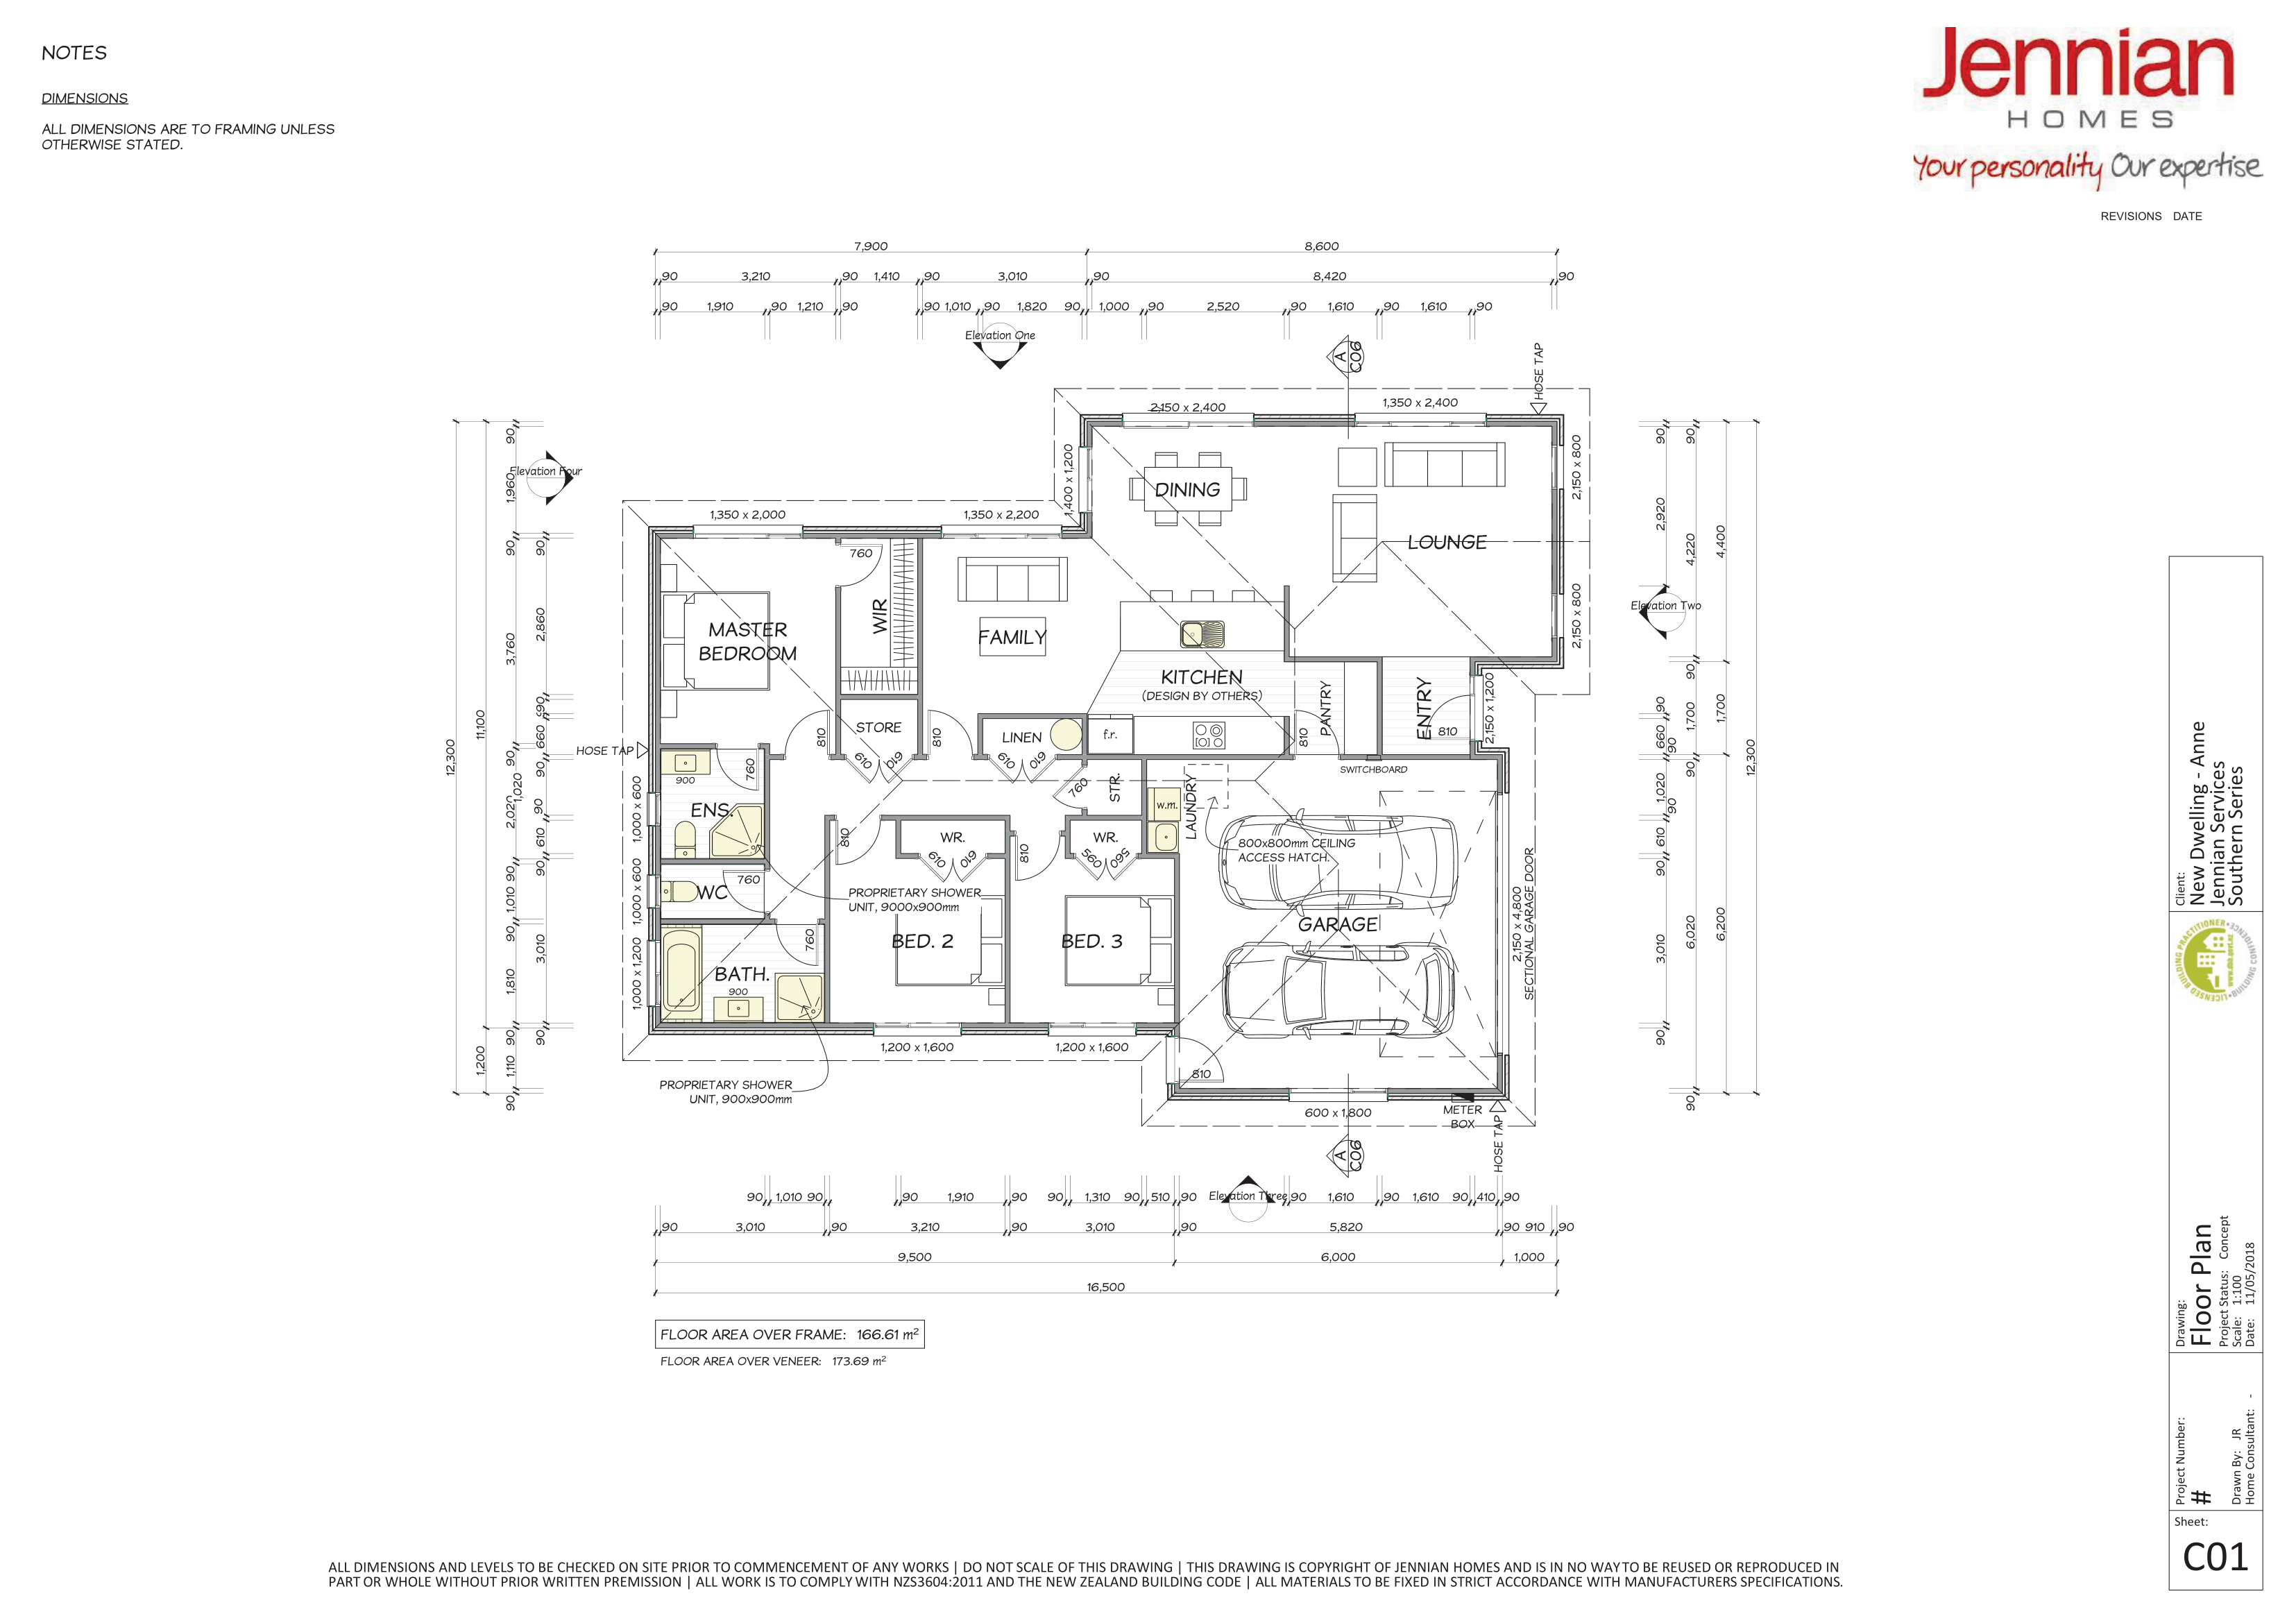 NOTES
DIMENSIONS
ALL DIMENSIONS ARE TO FRAMING UNLESS
OTHERWISE STATED.
Jennian
HOMES
Your personality Our expertise
REVISIONS DATE
7,900 8,600
90 3,210 90 1,410 90 3,010 90 8,420 90
90 1,910 90 1,210 90 90 1,010 90 1,820 90 1,000 90 2,520 90 1,610 90 1,610 90
Elevation One
A
C06
HOSE TAP
2,150 x 2,400
1,350 x 2,400
1,400 x 1,200
2,150 x 800
DINING
LOUNGE
2,150 x 800
Elevation Four
Elevation Two
1,350 x 2,000
1,350 x 2,200
760
WIR
MASTER
BEDROOM
FAMILY
KITCHEN
(DESIGN BY OTHERS)
PANTRY
ENTRY
2,150 x 1,200
810
STORE
810
810
LINEN
f.r.
810
610 610
610 610
HOSE TAP
SWITCHBOARD
900
760
ENS.
1,000 x 600
760
STR.
w.m.
LAUNDRY
810
WR.
610 610
810
WR.
560 560
800x800mm CEILING
ACCESS HATCH.
WC
760
1,000 x 600
PROPRIETARY SHOWER
UNIT, 9000x900mm
GARAGE
2,150 x 4,800
SECTIONAL GARAGE DOOR
BED. 2
BED. 3
760
BATH.
900
1,000 x 1,200
1,200 x 1,600
1,200 x 1,600
810
PROPRIETARY SHOWER
UNIT, 900x900mm
600 x 1,800
METER
BOX
HOSE TAP
A
C06
12,300
11,100
1,200
90
1,960
90
3,760
90
2,020
90
1,010
90
1,810
90
1,110
90
90
2,860
90
660
90
1,020
90
610
90
3,010
90
90
2,920
90
660
90
1,020
90
610
90
3,010
90
90
4,220
90
1,700
90
6,020
90
4,400
1,700
6,200
12,300
90 1,010 90 90 1,910 90 90 1,310 90 510 90 Elevation Three 90 1,610 90 1,610 90 410 90
90 3,010 90 3,210 90 3,010 90 5,820 90 910 90
9,500 6,000 1,000
16,500
FLOOR AREA OVER FRAME: 166.61 m²
FLOOR AREA OVER VENEER: 173.69 m²
Client:
New Dwelling - Anne
Jennian Services
Southern Series
LICENSED BUILDING PRACTITIONER
BUILDING CONFIDENCE
www.dbh.govt.nz
Drawing:
Floor Plan
Project Status: Concept
Scale: 1:100
Date: 11/05/2018
Project Number:
#
Drawn By: JR
Home Consultant: -
Sheet:
C01
ALL DIMENSIONS AND LEVELS TO BE CHECKED ON SITE PRIOR TO COMMENCEMENT OF ANY WORKS | DO NOT SCALE OF THIS DRAWING | THIS DRAWING IS COPYRIGHT OF JENNIAN HOMES AND IS IN NO WAY TO BE REUSED OR REPRODUCED IN
PART OR WHOLE WITHOUT PRIOR WRITTEN PREMISSION | ALL WORK IS TO COMPLY WITH NZS3604:2011 AND THE NEW ZEALAND BUILDING CODE | ALL MATERIALS TO BE FIXED IN STRICT ACCORDANCE WITH MANUFACTURERS SPECIFICATIONS.